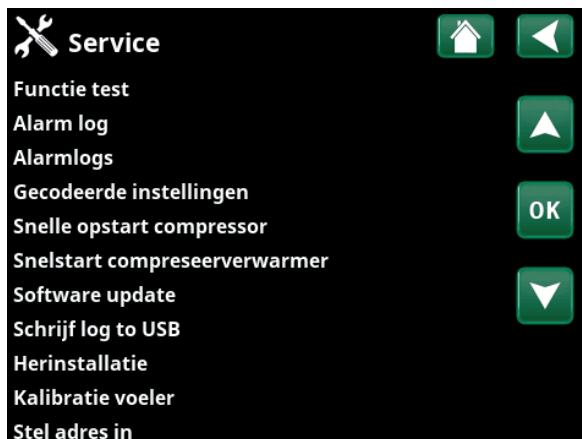 Service
Functie test
Alarm log
Alarmlogs
Gecodeerde instellingen
OK
Snelle opstart compressor
Snelstart compreseerverwarmer
Software update
Schrijf log to USB
Herinstallatie
Kalibratie voeler
Stel adres in